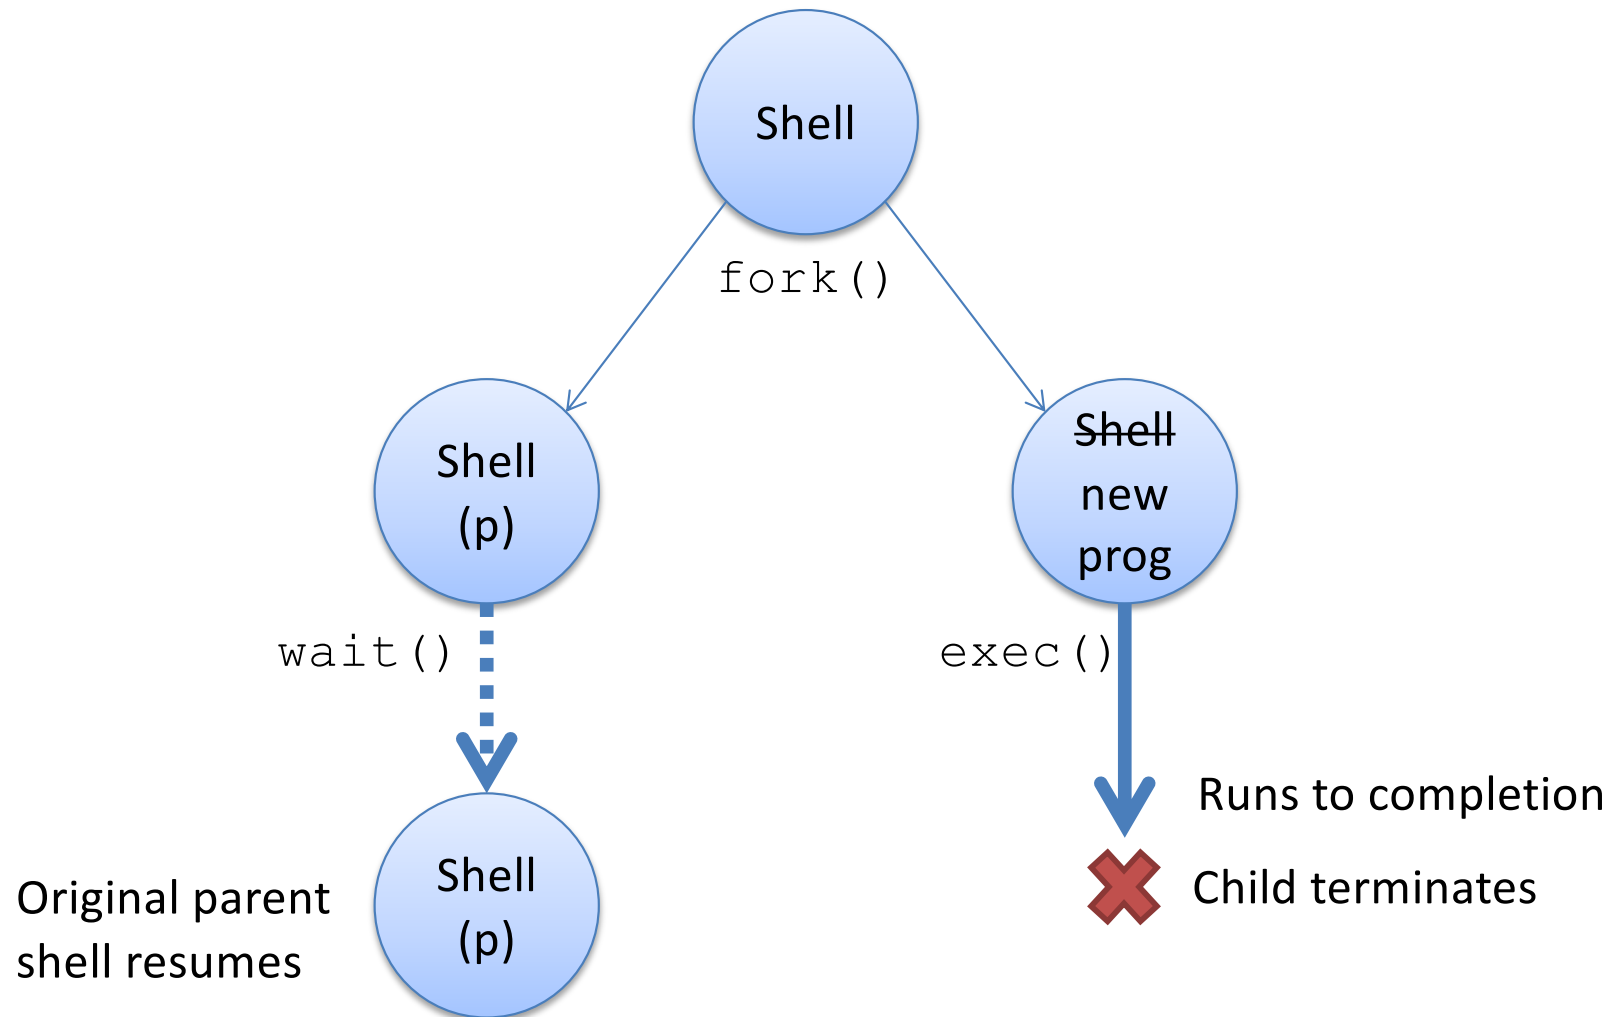 Shell
fork()
Shell
(p)
Shell
new
prog
wait()
exec()
Runs to completion
Child terminates
Original parent
shell resumes
Shell
(p)